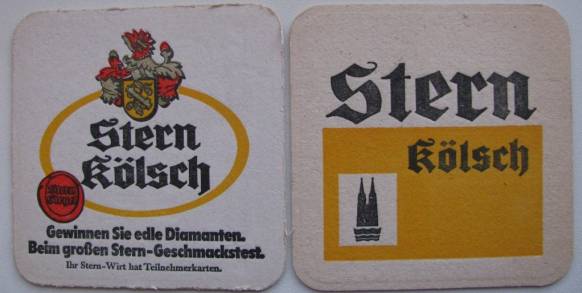 Stern
Kölsch
Gewinnen Sie edle Diamanten.
Beim großen Stern-Geschmackstest.
Ihr Stern-Wirt hat Teilnehmerkarten.
Stern
Kölsch